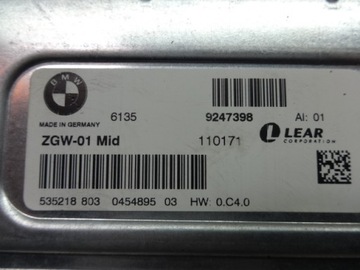 BMW
6135 9247398 AI: 01
MADE IN GERMANY
ZGW-01 Mid 110171 LEAR
CORPORATION
535218 803 0454895 03 HW: 0.C4.0